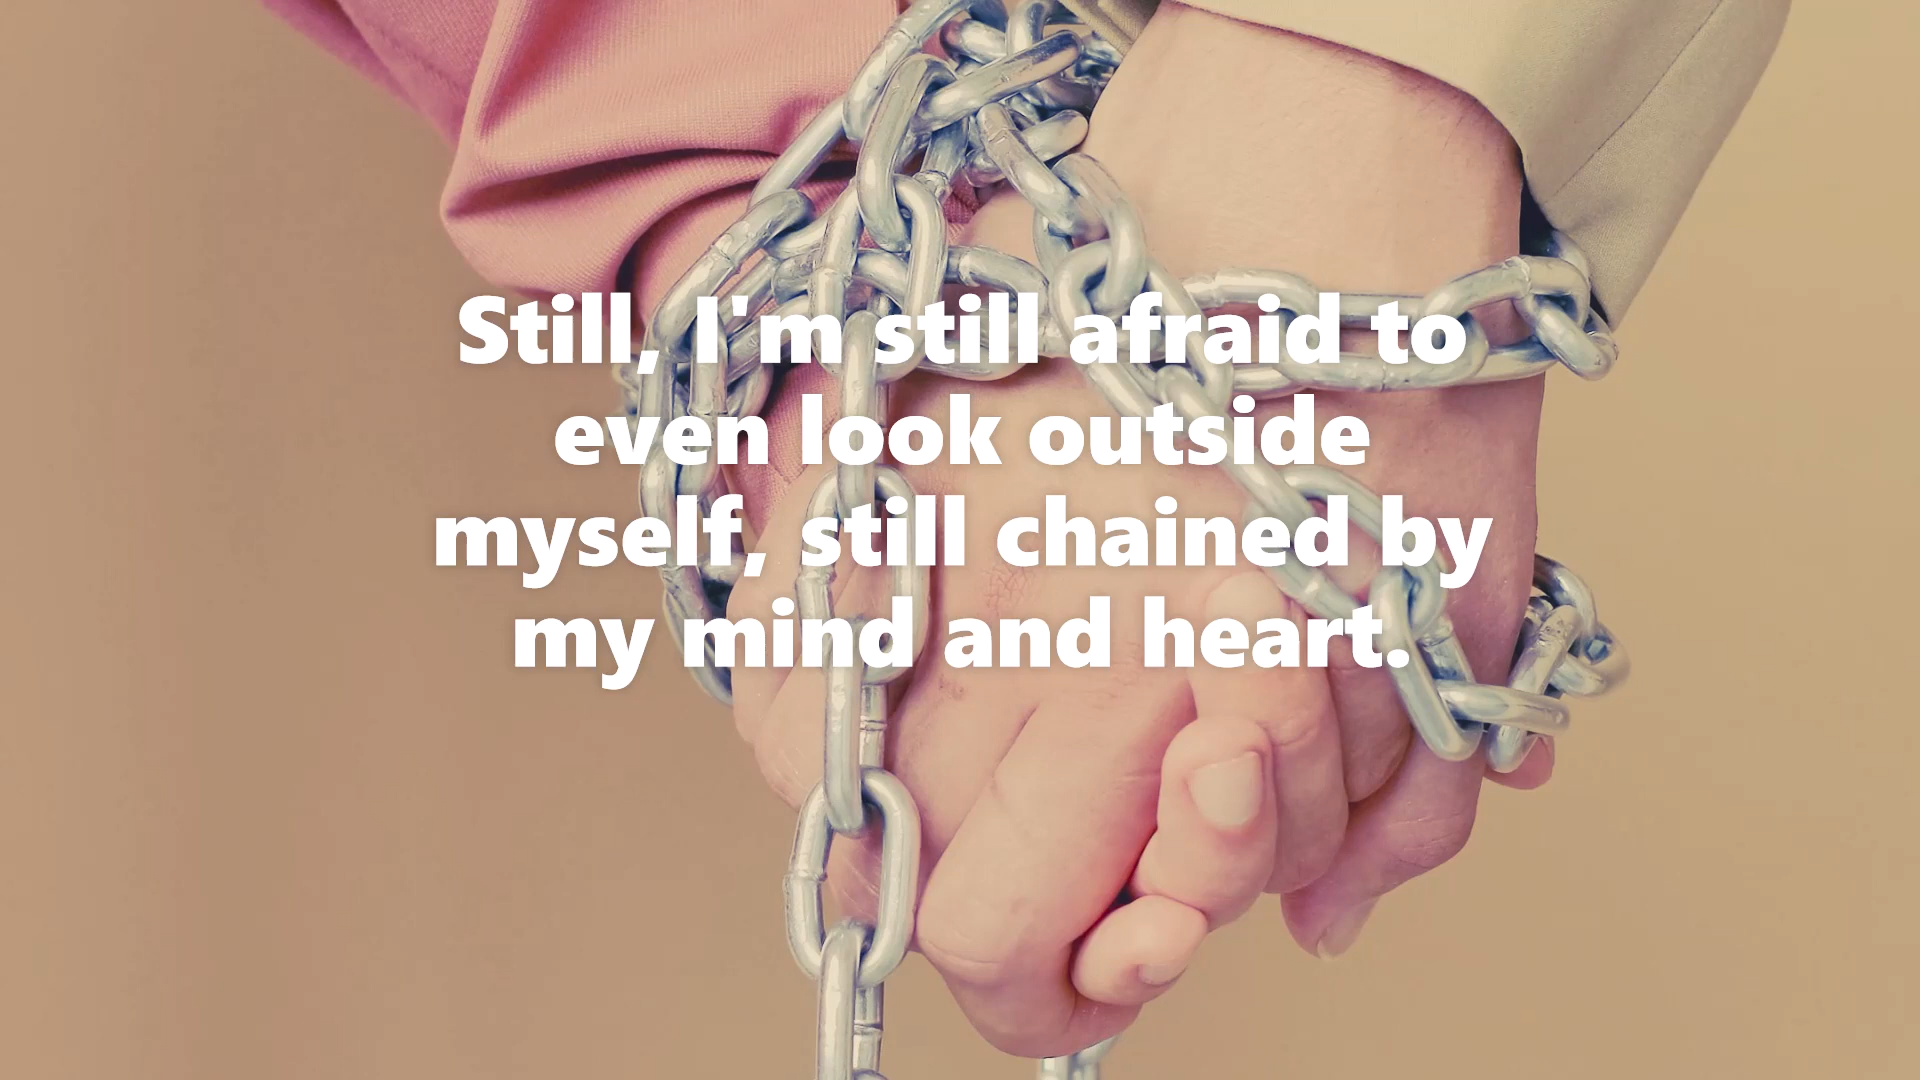 Still, I'm still afraid to
even look outside
myself, still chained by
my mind and heart.